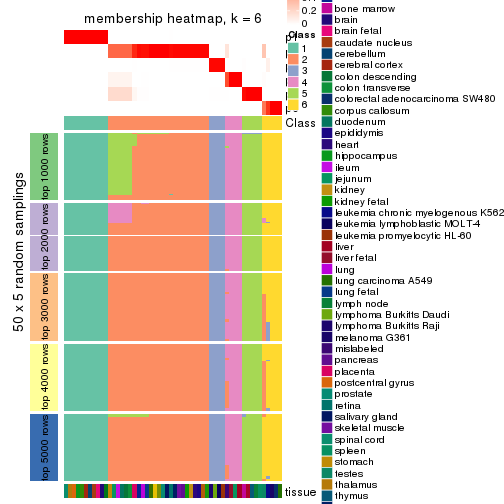 membership heatmap, k = 6
0.2
0
Class
1
2
3
4
5
6
Class
50 x 5 random samplings
top 1000 rows
top 2000 rows
top 3000 rows
top 4000 rows
top 5000 rows
tissue
bone marrow
brain
brain fetal
caudate nucleus
cerebellum
cerebral cortex
colon descending
colon transverse
colorectal adenocarcinoma SW480
corpus callosum
duodenum
epididymis
heart
hippocampus
ileum
jejunum
kidney
kidney fetal
leukemia chronic myelogenous K562
leukemia lymphoblastic MOLT-4
leukemia promyelocytic HL-60
liver
liver fetal
lung
lung carcinoma A549
lung fetal
lymph node
lymphoma Burkitts Daudi
lymphoma Burkitts Raji
melanoma G361
mislabeled
pancreas
placenta
postcentral gyrus
prostate
retina
salivary gland
skeletal muscle
spinal cord
spleen
stomach
testes
thalamus
thymus